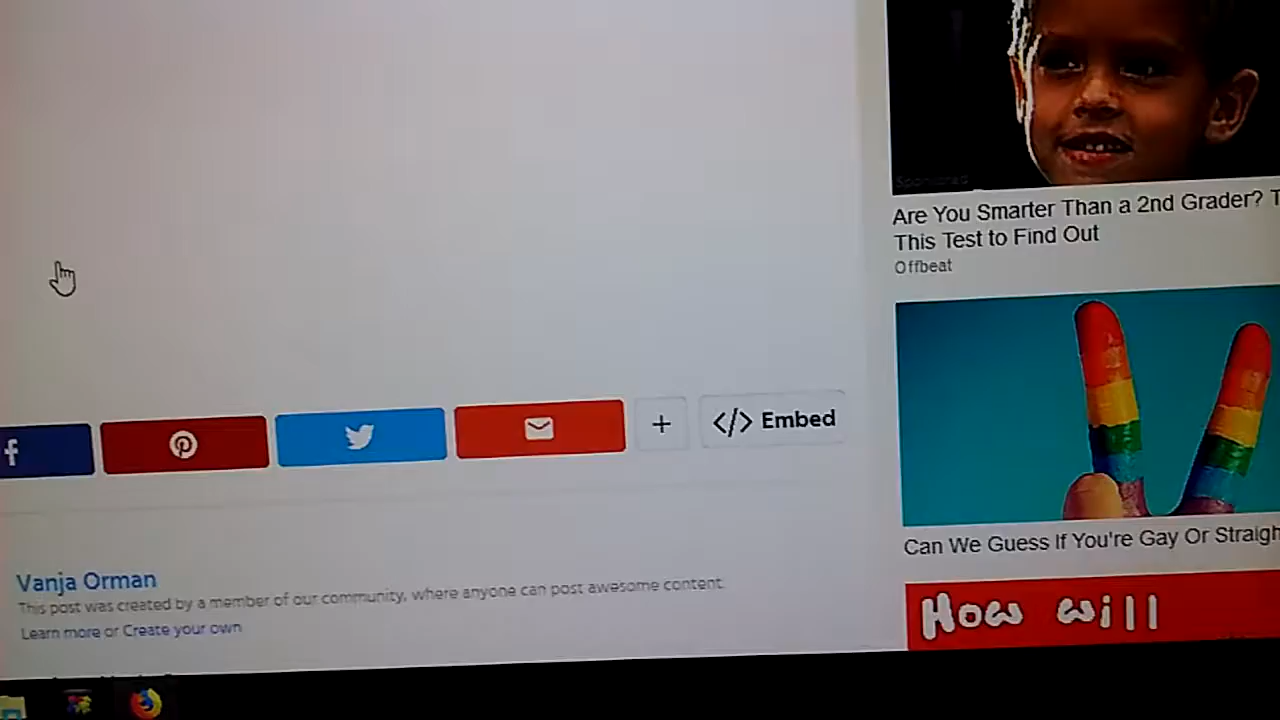 Sponsored
Are You Smarter Than a 2nd Grader? T
This Test to Find Out
Offbeat
</> Embed
Can We Guess If You're Gay Or Straigh
Vanja Orman
This post was created by a member of our community, where anyone can post awesome content.
Learn more or Create your own
How will